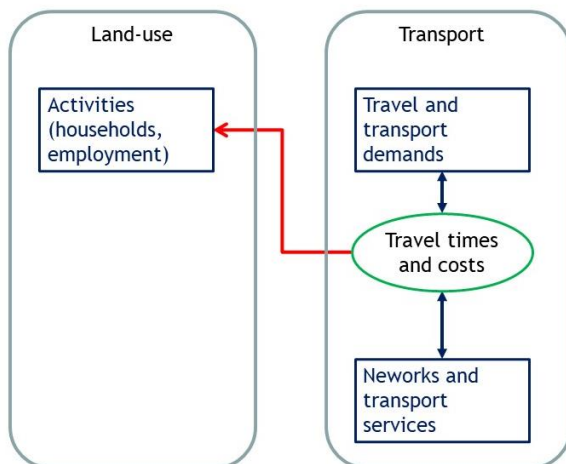 Land-use
Activities
(households,
employment)
Transport
Travel and
transport
demands
Travel times
and costs
Neworks and
transport
services